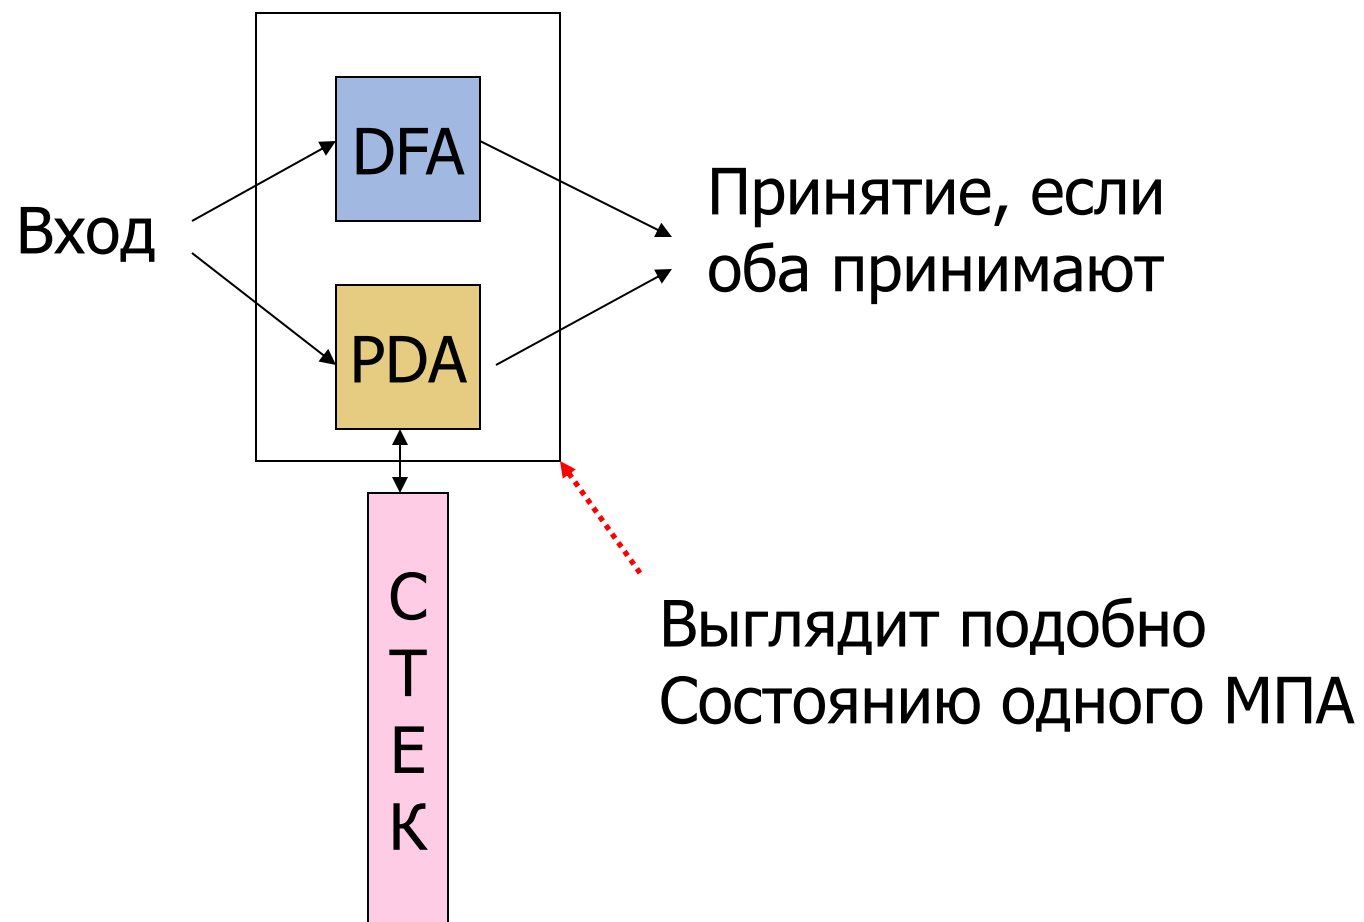 DFA
Вход
PDA
Принятие, если
оба принимают
С
Т
Е
К
Выглядит подобно
Состоянию одного МПА